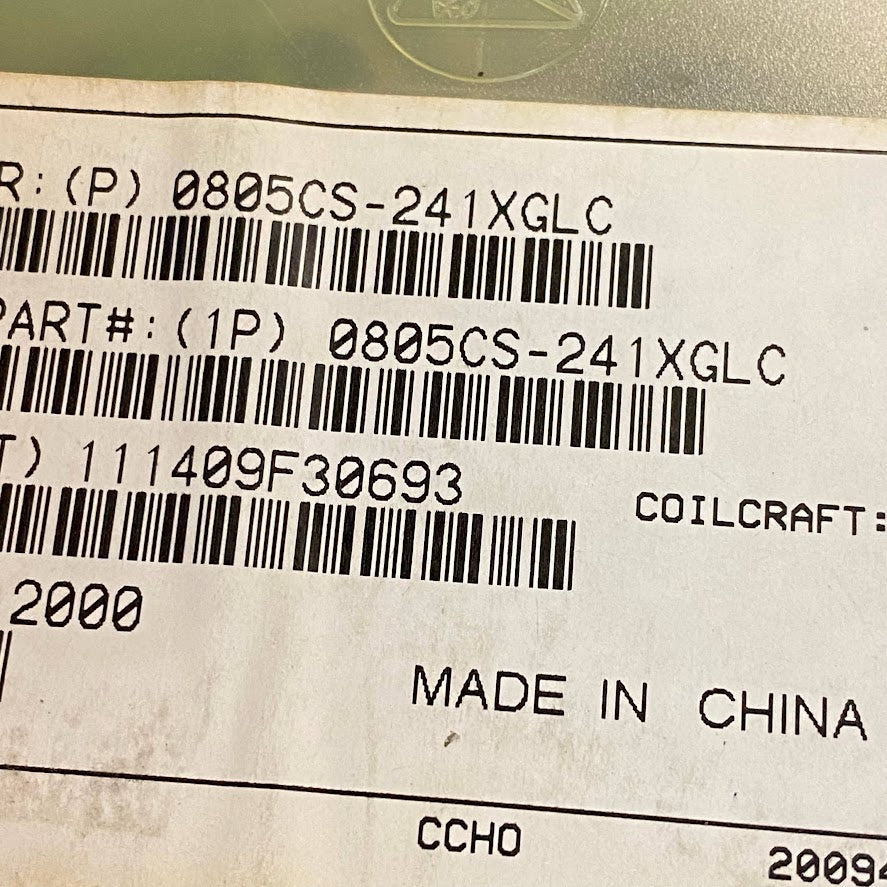 R:(P) 0805CS-241XGLC
PART#:(1P) 0805CS-241XGLC
T) 111409F30693
COILCRAFT:
2000
MADE IN CHINA
CCHO
20094